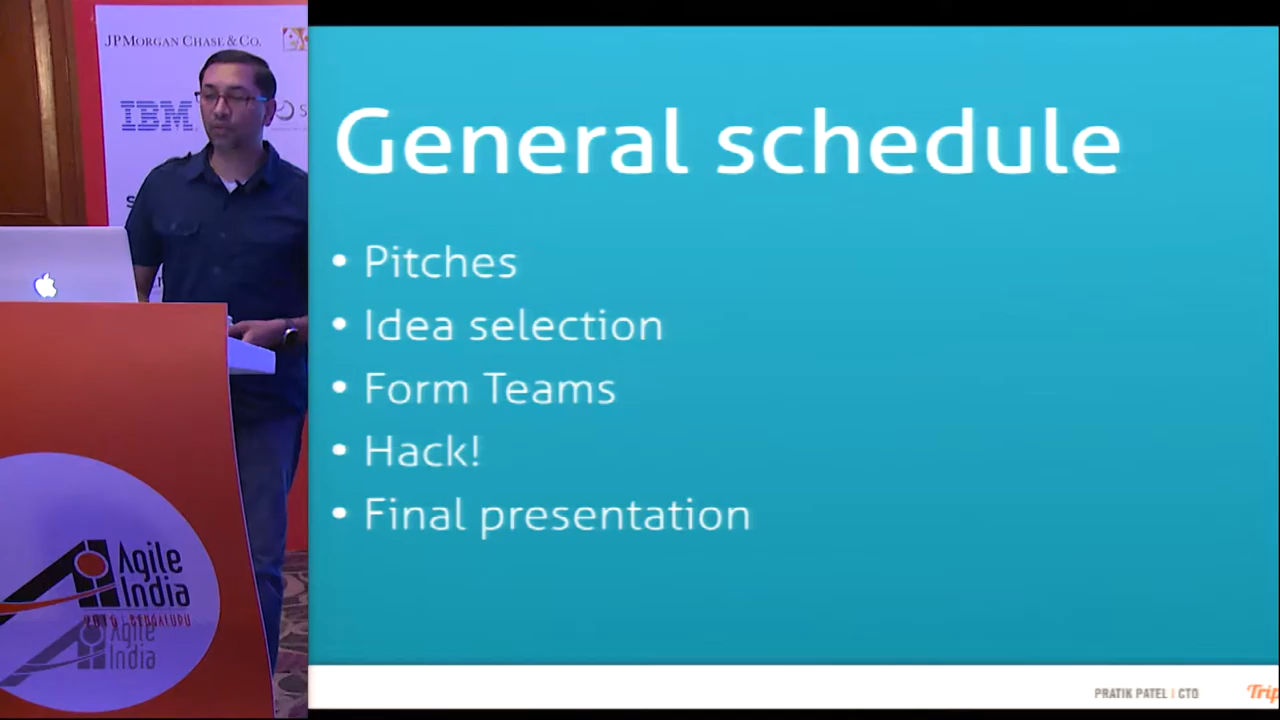 JPMORGAN CHASE & CO.
IBM
S
General schedule
• Pitches
• Idea selection
• Form Teams
• Hack!
• Final presentation
Agile
India
BENGALURU
Agile
India
PRATIK PATEL | CTO
Trip